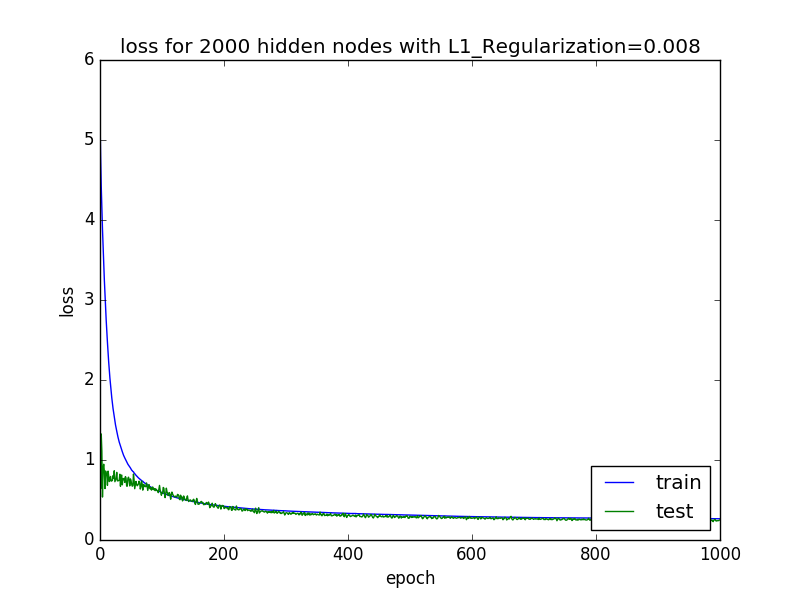 loss for 2000 hidden nodes with L1_Regularization=0.008
6
5
4
3
2
1
0
loss
train
test
0 200 400 600 800 1000
epoch